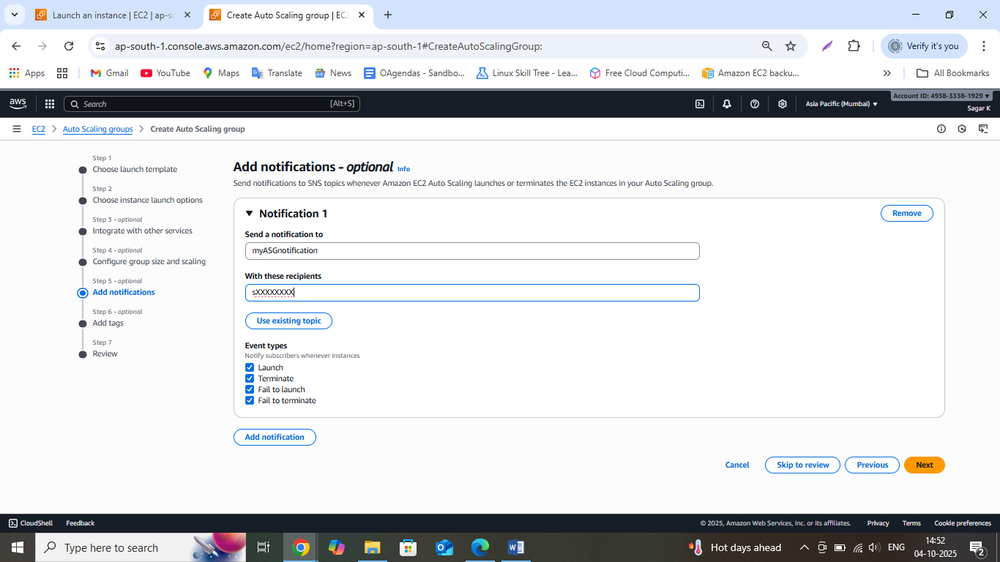 Launch an instance | EC2 | ap-so
Create Auto Scaling group | EC2
ap-south-1.console.aws.amazon.com/ec2/home?region=ap-south-1#CreateAutoScalingGroup:
S
Verify it's you
Apps
Gmail
YouTube
Maps
Translate
News
OAgendas - Sandbo...
Linux Skill Tree - Lea...
Free Cloud Computi...
Amazon EC2 backu...
All Bookmarks
aws
Search
[Alt+S]
Asia Pacific (Mumbai)
Account ID: 4938-3338-1929
Sagar K
EC2
Auto Scaling groups
Create Auto Scaling group
Step 1
Choose launch template
Step 2
Choose instance launch options
Step 3 - optional
Integrate with other services
Step 4 - optional
Configure group size and scaling
Step 5 - optional
Add notifications
Step 6 - optional
Add tags
Step 7
Review
Add notifications - optional Info
Send notifications to SNS topics whenever Amazon EC2 Auto Scaling launches or terminates the EC2 instances in your Auto Scaling group.
Notification 1
Remove
Send a notification to
myASGnotification
With these recipients
sXXXXXXXX
Use existing topic
Event types
Notify subscribers whenever instances
Launch
Terminate
Fail to launch
Fail to terminate
Add notification
Cancel
Skip to review
Previous
Next
CloudShell
Feedback
© 2025, Amazon Web Services, Inc. or its affiliates.
Privacy
Terms
Cookie preferences
Type here to search
Hot days ahead
ENG
14:52
04-10-2025
2